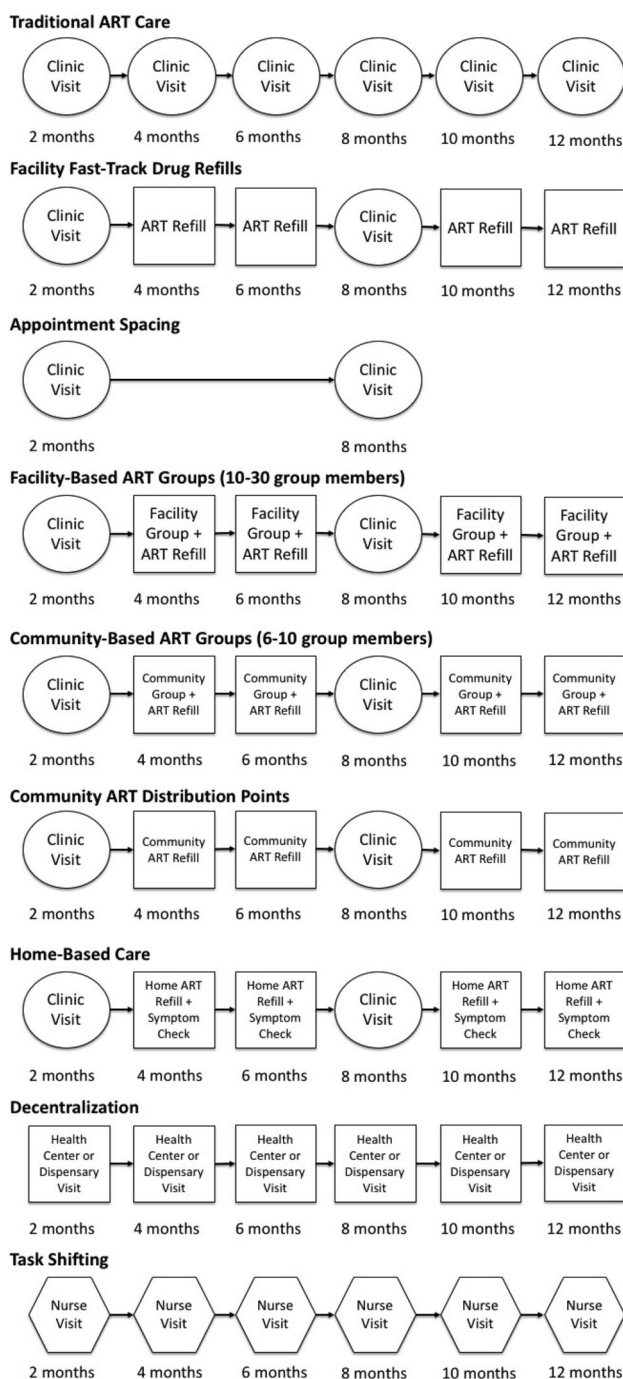 Traditional ART Care
Clinic Visit
Clinic Visit
Clinic Visit
Clinic Visit
Clinic Visit
Clinic Visit
2 months 4 months 6 months 8 months 10 months 12 months
Facility Fast-Track Drug Refills
Clinic Visit
ART Refill
ART Refill
Clinic Visit
ART Refill
ART Refill
2 months 4 months 6 months 8 months 10 months 12 months
Appointment Spacing
Clinic Visit
Clinic Visit
2 months 8 months
Facility-Based ART Groups (10-30 group members)
Clinic Visit
Facility Group + ART Refill
Facility Group + ART Refill
Clinic Visit
Facility Group + ART Refill
Facility Group + ART Refill
2 months 4 months 6 months 8 months 10 months 12 months
Community-Based ART Groups (6-10 group members)
Clinic Visit
Community Group + ART Refill
Community Group + ART Refill
Clinic Visit
Community Group + ART Refill
Community Group + ART Refill
2 months 4 months 6 months 8 months 10 months 12 months
Community ART Distribution Points
Clinic Visit
Community ART Refill
Community ART Refill
Clinic Visit
Community ART Refill
Community ART Refill
2 months 4 months 6 months 8 months 10 months 12 months
Home-Based Care
Clinic Visit
Home ART Refill + Symptom Check
Home ART Refill + Symptom Check
Clinic Visit
Home ART Refill + Symptom Check
Home ART Refill + Symptom Check
2 months 4 months 6 months 8 months 10 months 12 months
Decentralization
Health Center or Dispensary Visit
Health Center or Dispensary Visit
Health Center or Dispensary Visit
Health Center or Dispensary Visit
Health Center or Dispensary Visit
Health Center or Dispensary Visit
2 months 4 months 6 months 8 months 10 months 12 months
Task Shifting
Nurse Visit
Nurse Visit
Nurse Visit
Nurse Visit
Nurse Visit
Nurse Visit
2 months 4 months 6 months 8 months 10 months 12 months